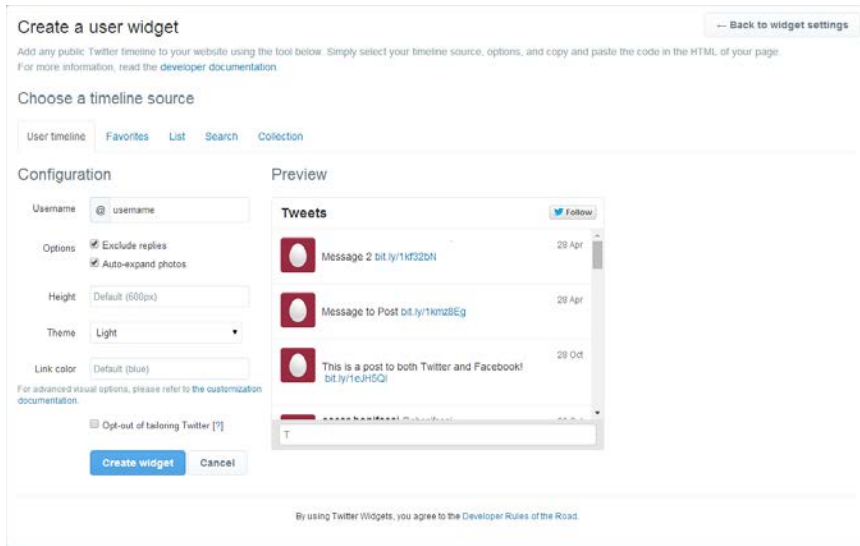 Create a user widget
← Back to widget settings
Add any public Twitter timeline to your website using the tool below. Simply select your timeline source, options, and copy and paste the code in the HTML of your page.
For more information, read the developer documentation.
Choose a timeline source
User timeline Favorites List Search Collection
Configuration
Username @ username
Options Exclude replies
Auto-expand photos
Height Default (600px)
Theme Light
Link color Default (blue)
For advanced visual options, please refer to the customization
documentation.
Opt-out of tailoring Twitter [?]
Create widget Cancel
Preview
Tweets Follow
28 Apr
Message 2 bit.ly/1kf32bN
28 Apr
Message to Post bit.ly/1kmz8Eg
28 Oct
This is a post to both Twitter and Facebook!
bit.ly/1eJH5QI
T
By using Twitter Widgets, you agree to the Developer Rules of the Road.